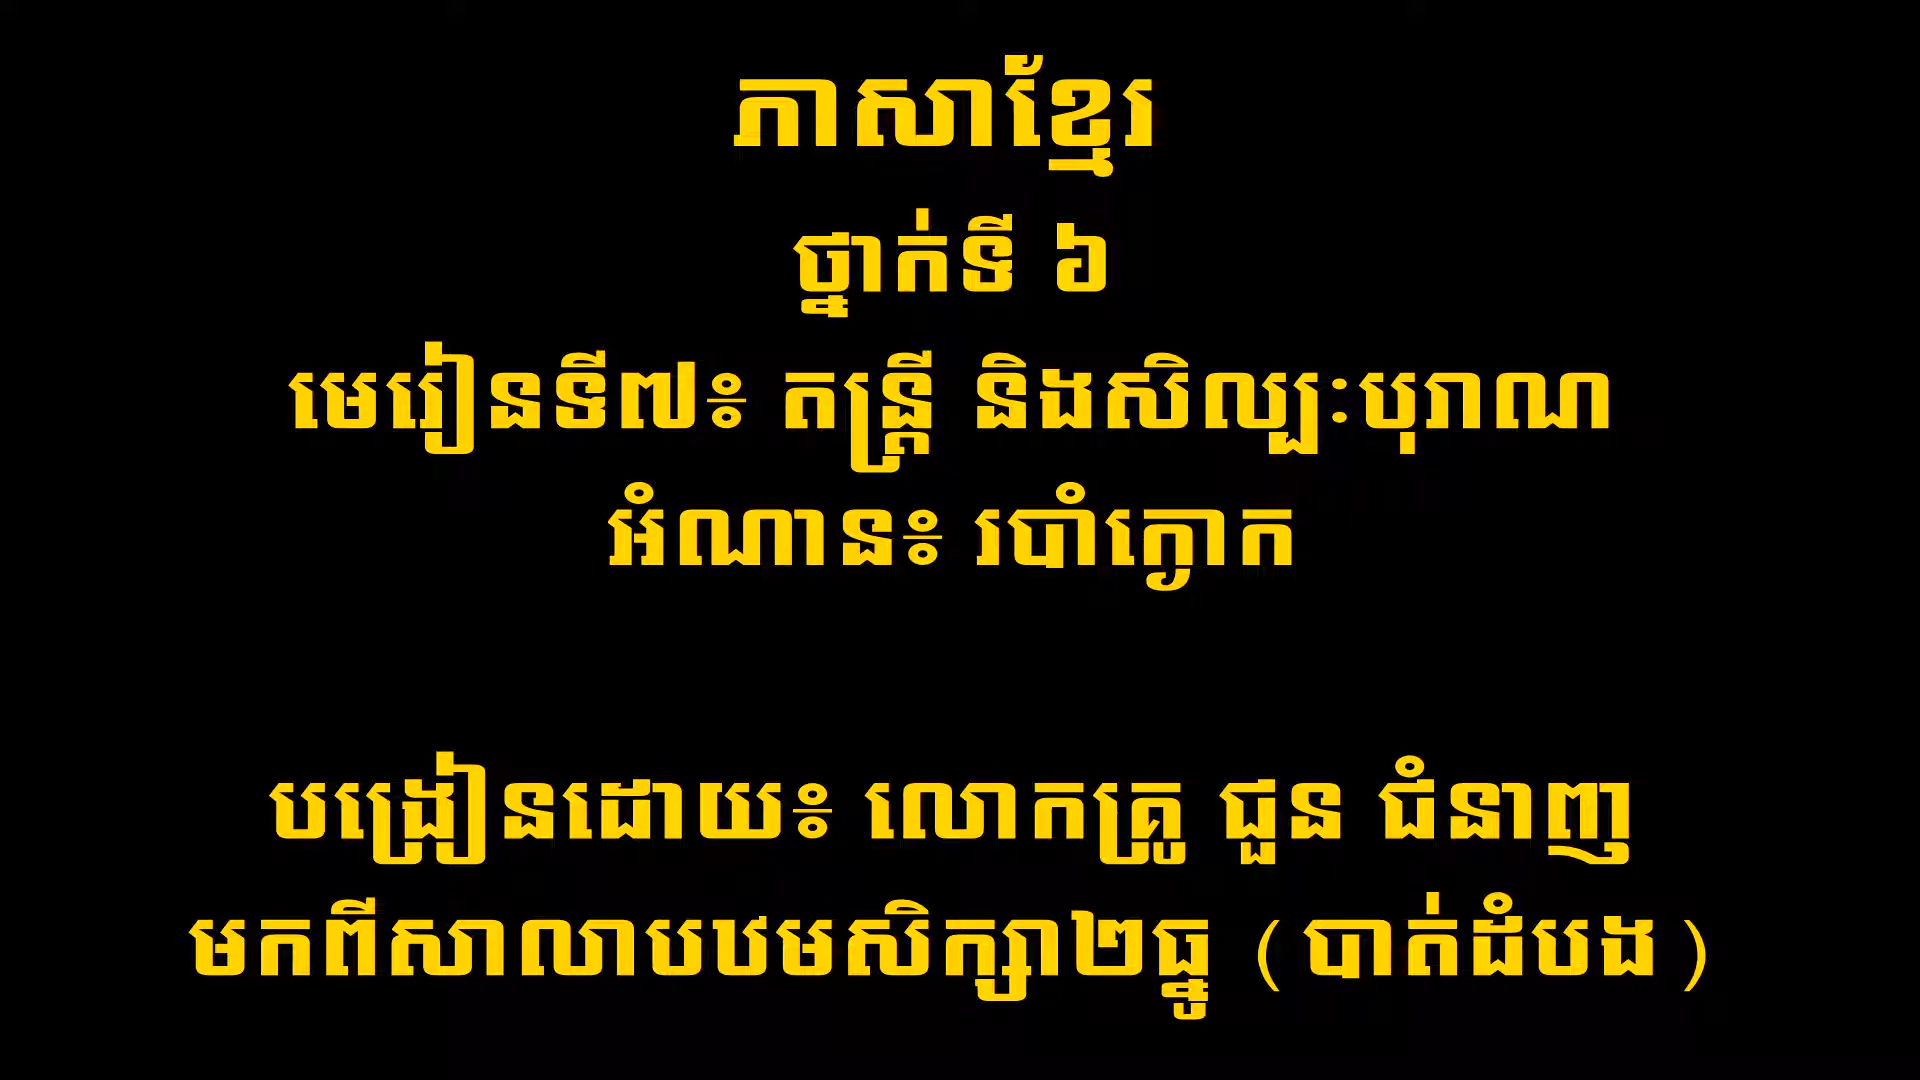 ភាសាខ្មែរ
ថ្នាក់ទី ៦
មេរៀនទី៧៖ តន្ត្រី និងសិល្បៈបុរាណ
អំណាន៖ របាំក្ងោក
បង្រៀនដោយ៖ លោកគ្រូ ជួន ជំនាញ
មកពីសាលាបឋមសិក្សា២ធ្នូ (បាត់ដំបង)